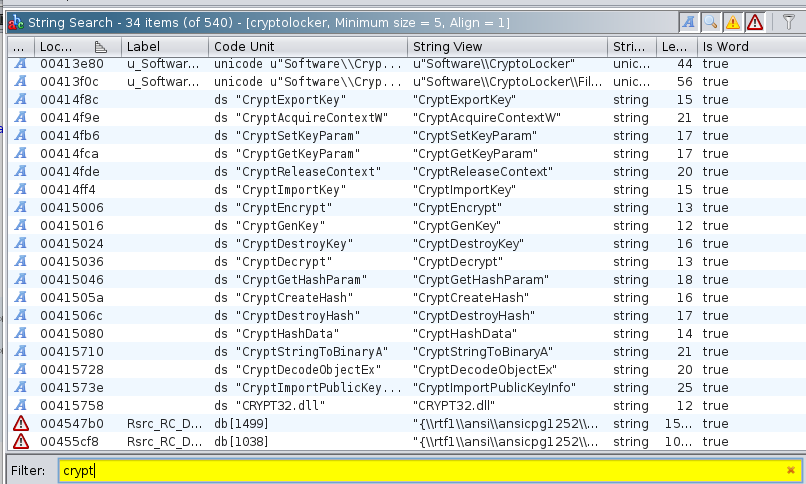 String Search - 34 items (of 540) - [cryptolocker, Minimum size = 5, Align = 1]
... Loc... Label Code Unit String View Stri... Le... Is Word
00413e80 u_Softwar... unicode u"Software\\Cryp... u"Software\\CryptoLocker" unic... 44 true
00413f0c u_Softwar... unicode u"Software\\Cryp... u"Software\\CryptoLocker\\Fil... unic... 56 true
00414f8c ds "CryptExportKey" "CryptExportKey" string 15 true
00414f9e ds "CryptAcquireContextW" "CryptAcquireContextW" string 21 true
00414fb6 ds "CryptSetKeyParam" "CryptSetKeyParam" string 17 true
00414fca ds "CryptGetKeyParam" "CryptGetKeyParam" string 17 true
00414fde ds "CryptReleaseContext" "CryptReleaseContext" string 20 true
00414ff4 ds "CryptImportKey" "CryptImportKey" string 15 true
00415006 ds "CryptEncrypt" "CryptEncrypt" string 13 true
00415016 ds "CryptGenKey" "CryptGenKey" string 12 true
00415024 ds "CryptDestroyKey" "CryptDestroyKey" string 16 true
00415036 ds "CryptDecrypt" "CryptDecrypt" string 13 true
00415046 ds "CryptGetHashParam" "CryptGetHashParam" string 18 true
0041505a ds "CryptCreateHash" "CryptCreateHash" string 16 true
0041506c ds "CryptDestroyHash" "CryptDestroyHash" string 17 true
00415080 ds "CryptHashData" "CryptHashData" string 14 true
00415710 ds "CryptStringToBinaryA" "CryptStringToBinaryA" string 21 true
00415728 ds "CryptDecodeObjectEx" "CryptDecodeObjectEx" string 20 true
0041573e ds "CryptImportPublicKey... "CryptImportPublicKeyInfo" string 25 true
00415758 ds "CRYPT32.dll" "CRYPT32.dll" string 12 true
004547b0 Rsrc_RC_D... db[1499] "{\\rtf1\\ansi\\ansicpg1252\\... string 15... true
00455cf8 Rsrc_RC_D... db[1038] "{\\rtf1\\ansi\\ansicpg1252\\... string 10... true
Filter: crypt